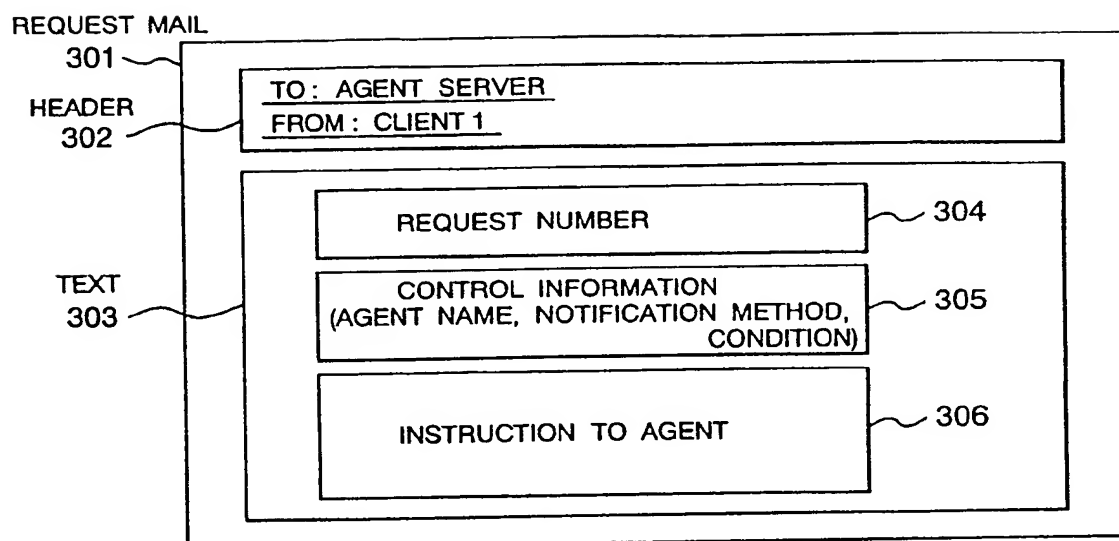 REQUEST MAIL
301
HEADER
302
TO: AGENT SERVER
FROM: CLIENT 1
TEXT
303
REQUEST NUMBER
304
CONTROL INFORMATION
(AGENT NAME, NOTIFICATION METHOD,
CONDITION)
305
INSTRUCTION TO AGENT
306